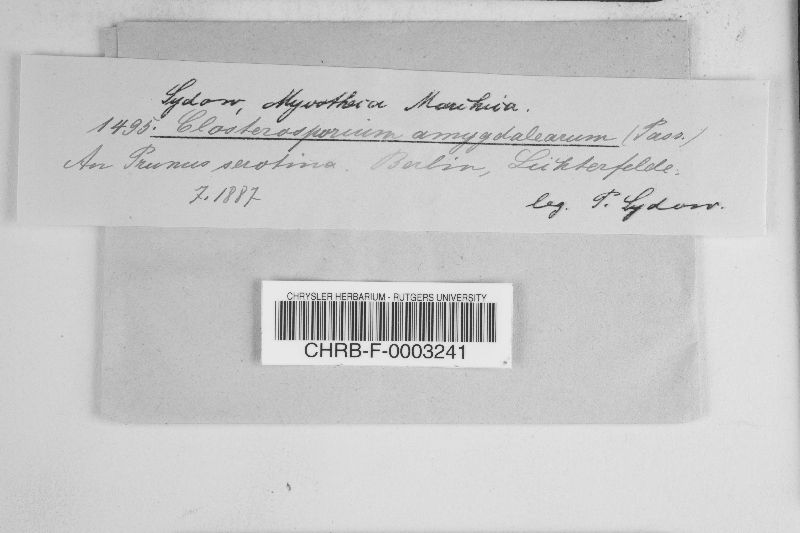 Sydow, Mycotheca Marchica.
1495. Clasterosporium amygdalearum (Pass.)
An Prunus serotina. Berlin, Lichterfelde.
7.1887
leg. P. Sydow.
CHRYSLER HERBARIUM - RUTGERS UNIVERSITY
CHRB-F-0003241